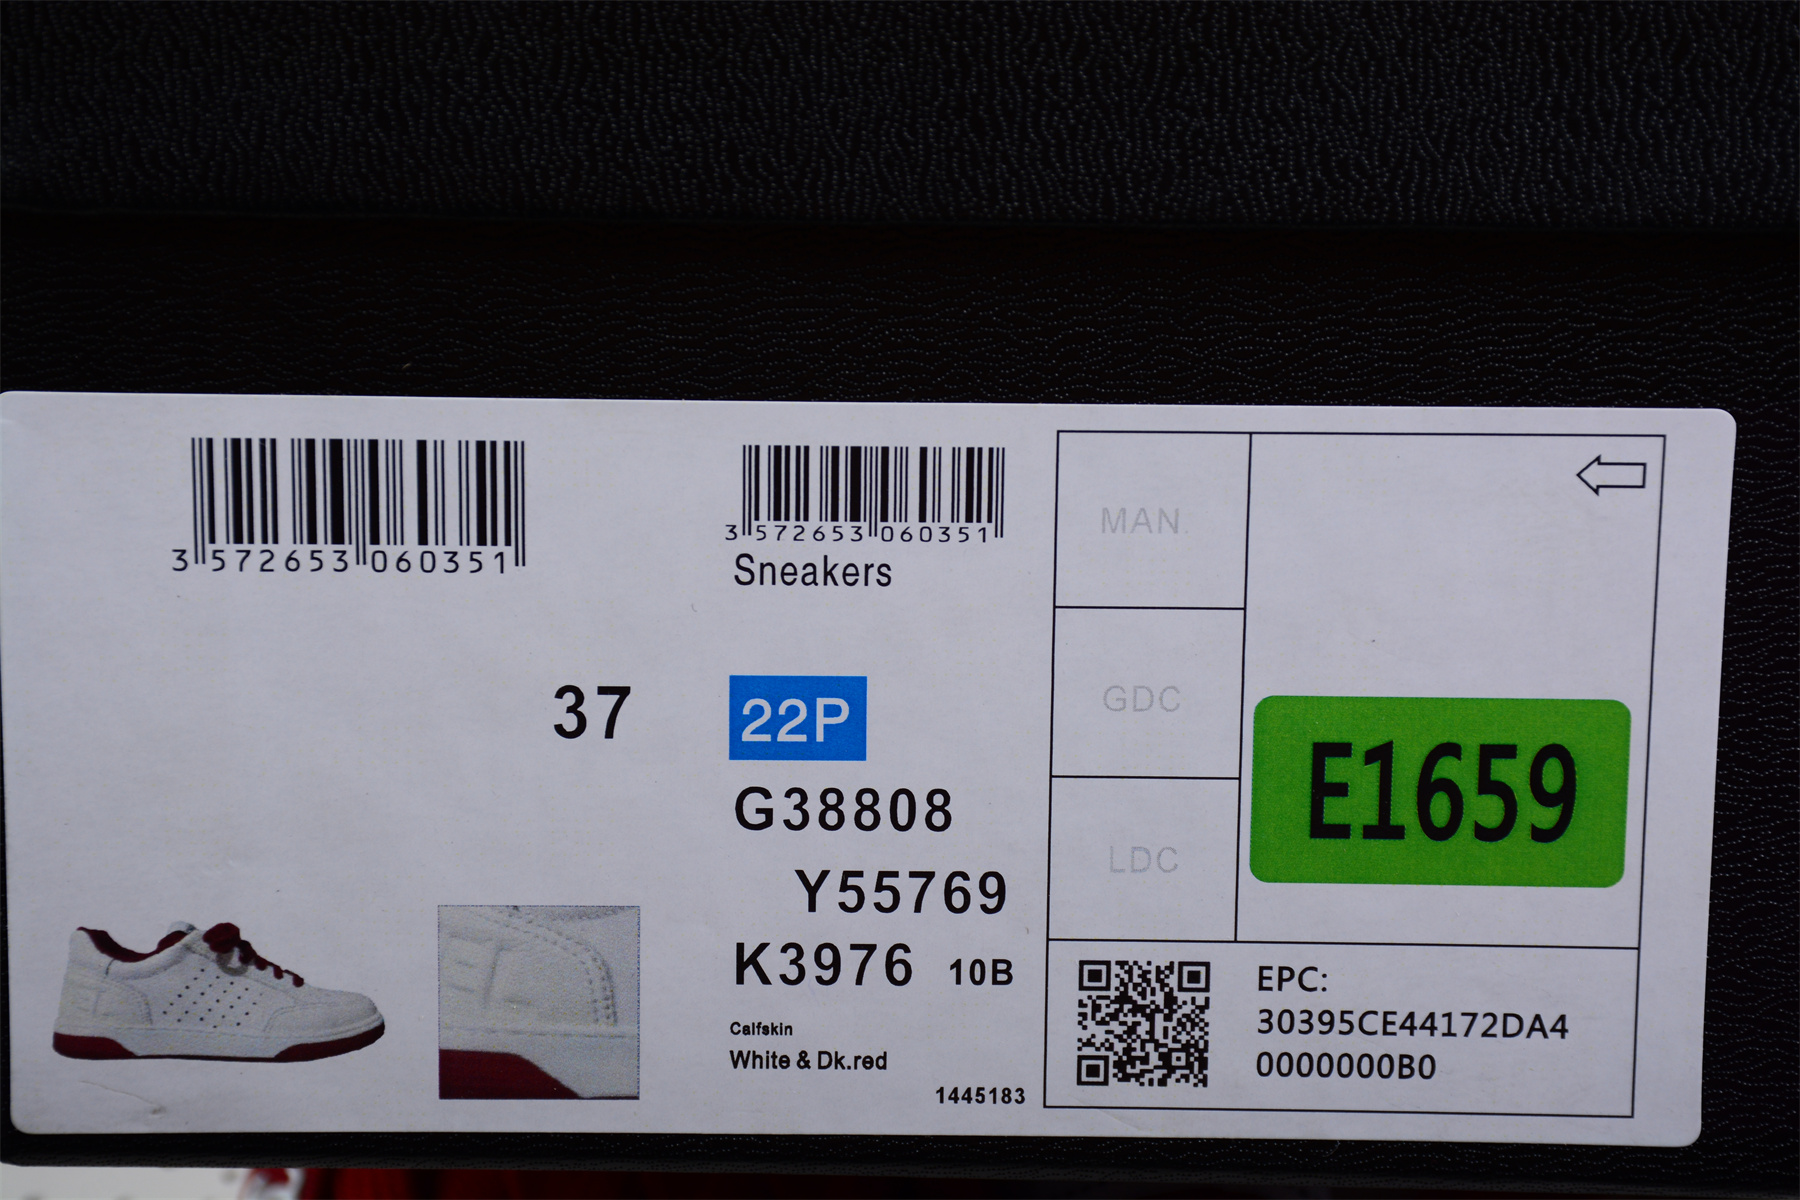 3 572653 060351
37
3 572653 060351
Sneakers
22P
G38808
Y55769
K3976 10B
Calfskin
White & Dk.red
1445183
MAN.
GDC
LDC
E1659
EPC:
30395CE44172DA4
0000000B0